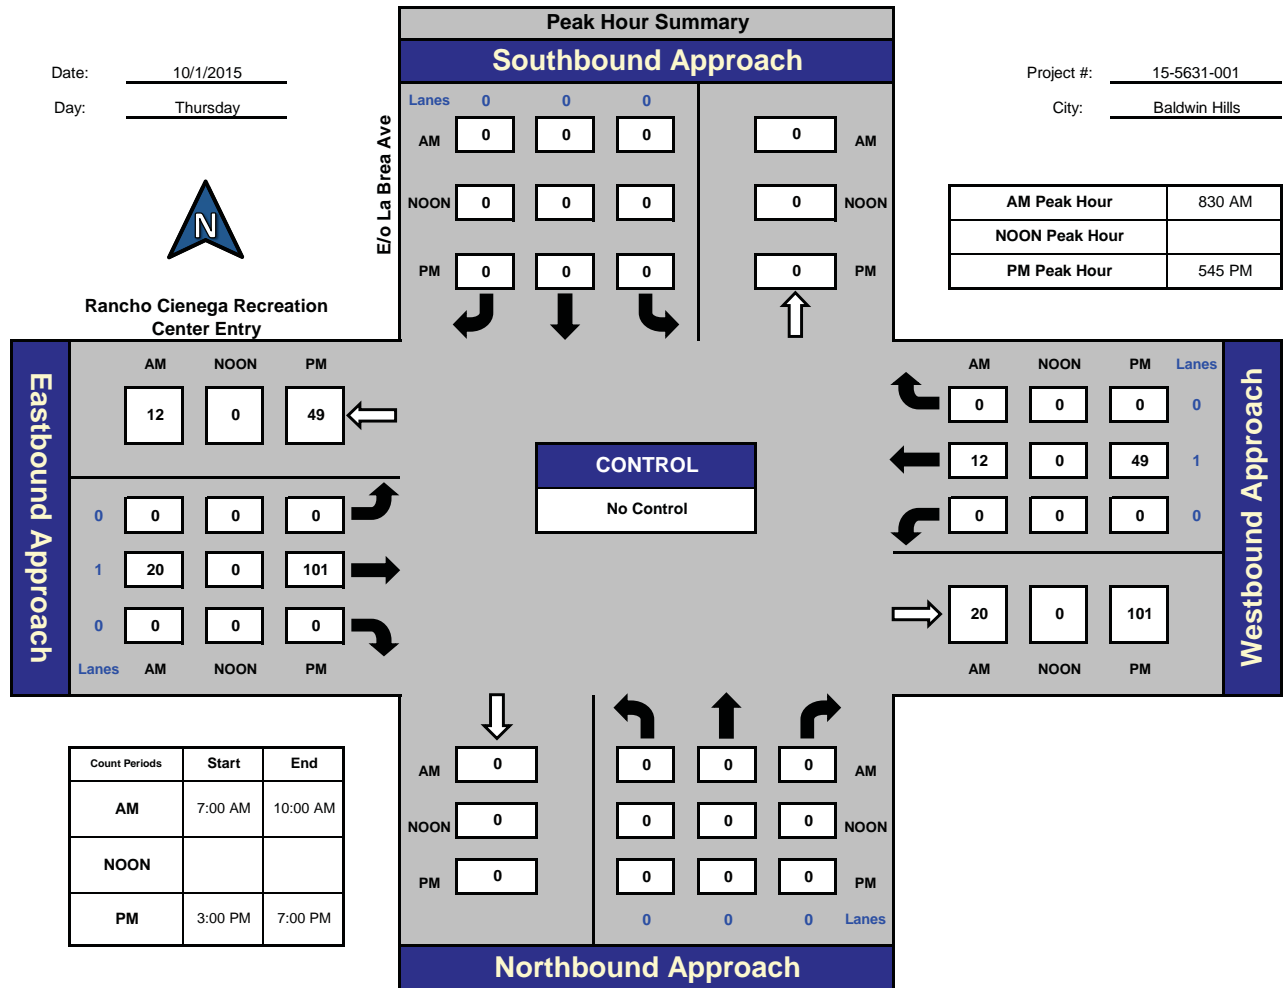 Peak Hour Summary
Southbound Approach
Date: 10/1/2015
Day: Thursday
Project #: 15-5631-001
City: Baldwin Hills
E/o La Brea Ave
Lanes 0 0 0
AM 0 0 0 0 AM
NOON 0 0 0 0 NOON
PM 0 0 0 0 PM
N
AM Peak Hour 830 AM
NOON Peak Hour
PM Peak Hour 545 PM
Rancho Cienega Recreation
Center Entry
Eastbound Approach
AM NOON PM
12 0 49
0 0 0 0
1 20 0 101
0 0 0 0
Lanes AM NOON PM
CONTROL
No Control
AM NOON PM Lanes
0 0 0 0
12 0 49 1
0 0 0 0
20 0 101
AM NOON PM
Westbound Approach
Count Periods Start End
AM 7:00 AM 10:00 AM
NOON
PM 3:00 PM 7:00 PM
AM 0 0 0 0 AM
NOON 0 0 0 0 NOON
PM 0 0 0 0 PM
0 0 0 Lanes
Northbound Approach